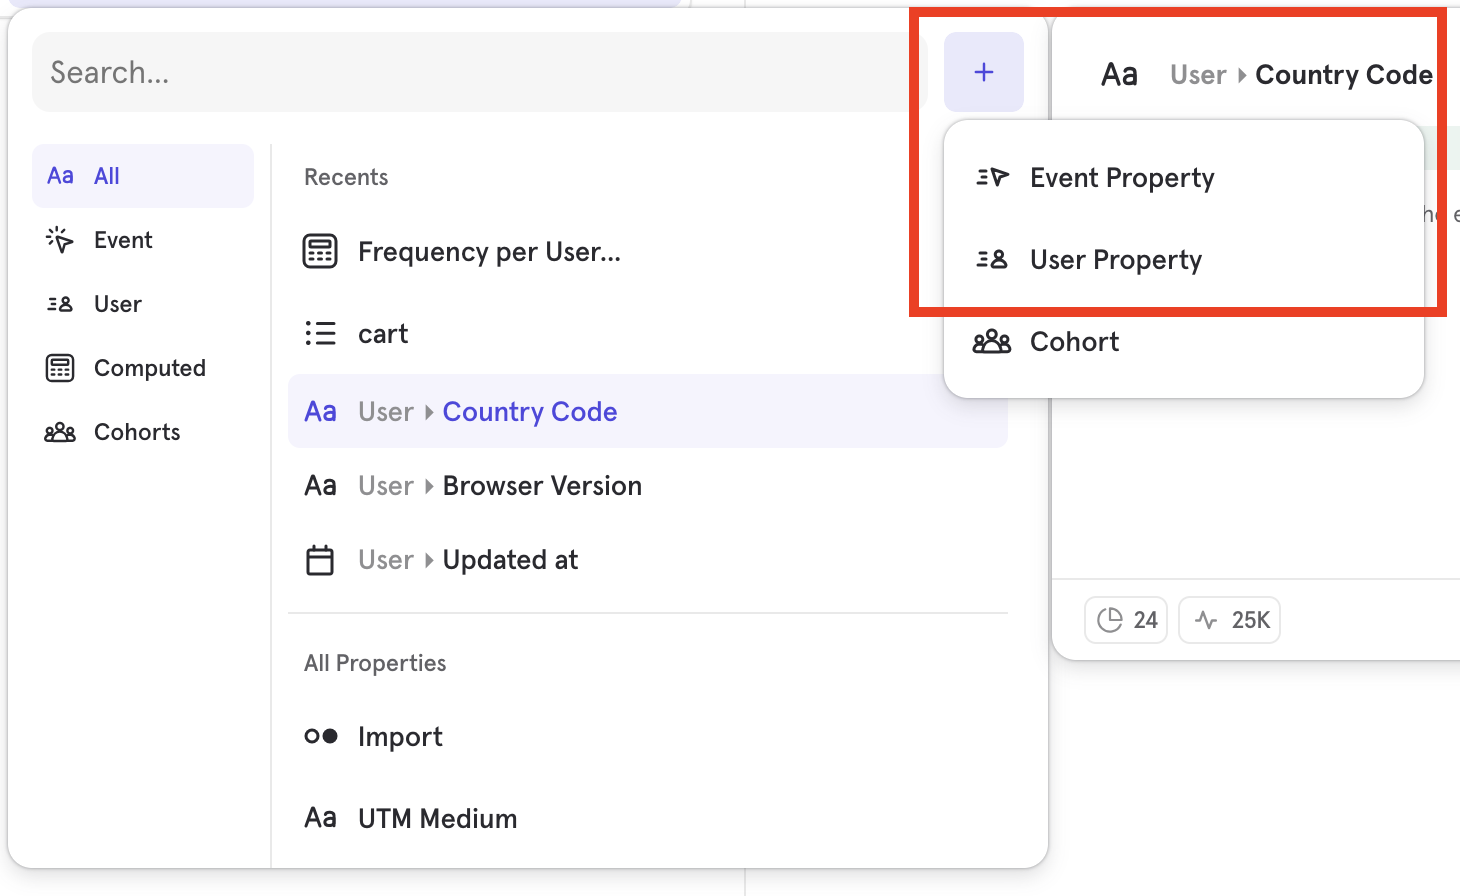 Search...
+
Aa All
Event
User
Computed
Cohorts
Recents
Frequency per User...
cart
Aa User Country Code
Aa User Browser Version
User Updated at
All Properties
Import
Aa UTM Medium
Aa User Country Code
Event Property
User Property
Cohort
24 25K